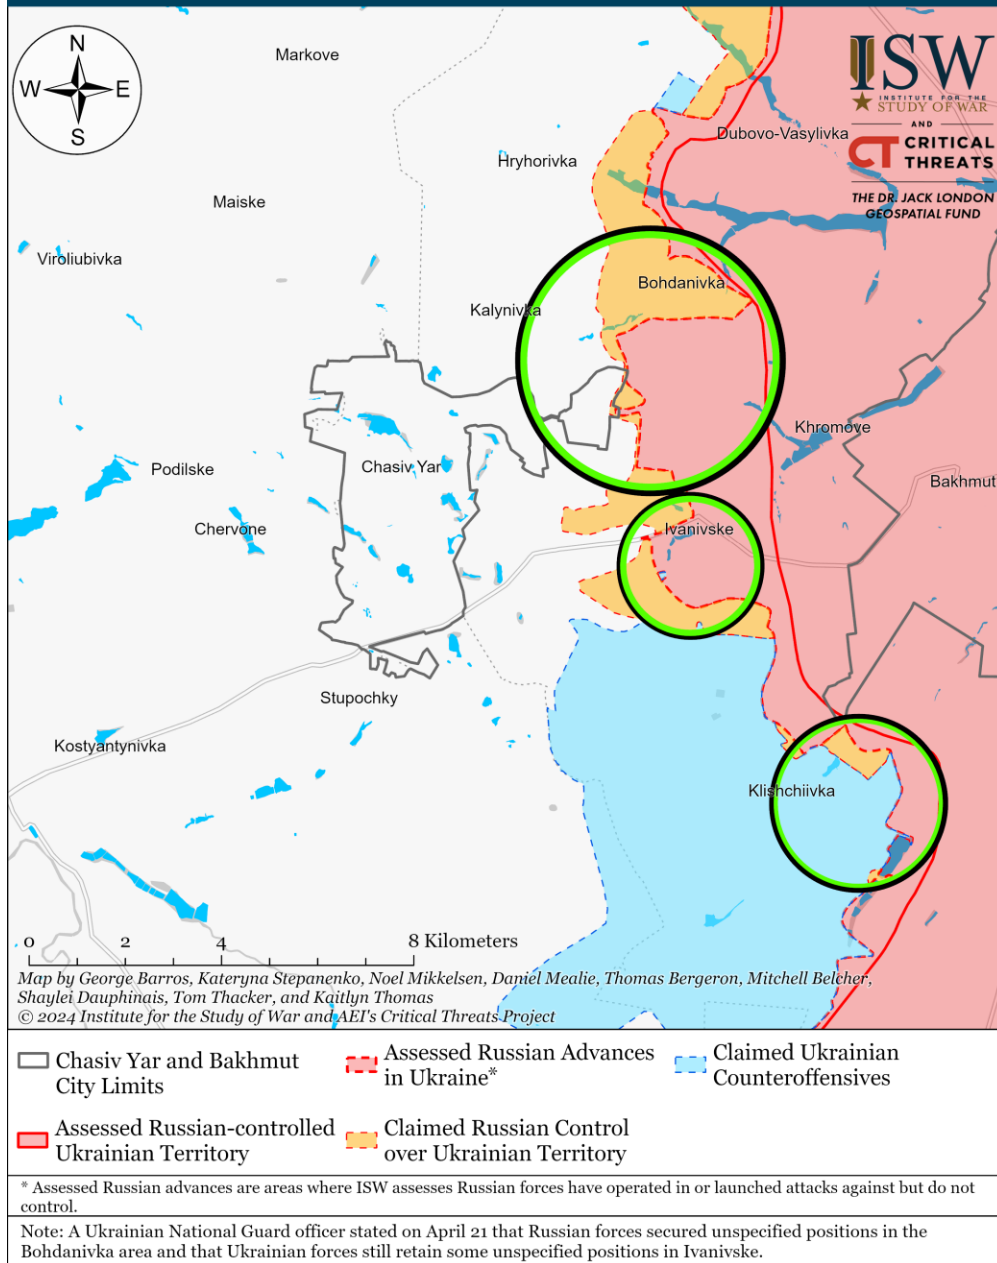 N
W
E
S
ISW
INSTITUTE FOR THE
STUDY OF WAR
AND
CT CRITICAL
THREATS
THE DR. JACK LONDON
GEOSPATIAL FUND
Markove
Dubovo-Vasylivka
Hryhorivka
Maiske
Viroliubivka
Bohdanivka
Kalynivka
Khromove
Podilske
Chasiv Yar
Bakhmut
Chervone
Ivanivske
Stupochky
Kostyantynivka
Klishchiivka
0 2 4 8 Kilometers
Map by George Barros, Kateryna Stepanenko, Noel Mikkelsen, Daniel Mealie, Thomas Bergeron, Mitchell Belcher,
Shaylei Dauphinais, Tom Thacker, and Kaitlyn Thomas
© 2024 Institute for the Study of War and AEI's Critical Threats Project
Chasiv Yar and Bakhmut
City Limits
Assessed Russian Advances
in Ukraine*
Claimed Ukrainian
Counteroffensives
Assessed Russian-controlled
Ukrainian Territory
Claimed Russian Control
over Ukrainian Territory
* Assessed Russian advances are areas where ISW assesses Russian forces have operated in or launched attacks against but do not
control.
Note: A Ukrainian National Guard officer stated on April 21 that Russian forces secured unspecified positions in the
Bohdanivka area and that Ukrainian forces still retain some unspecified positions in Ivanivske.